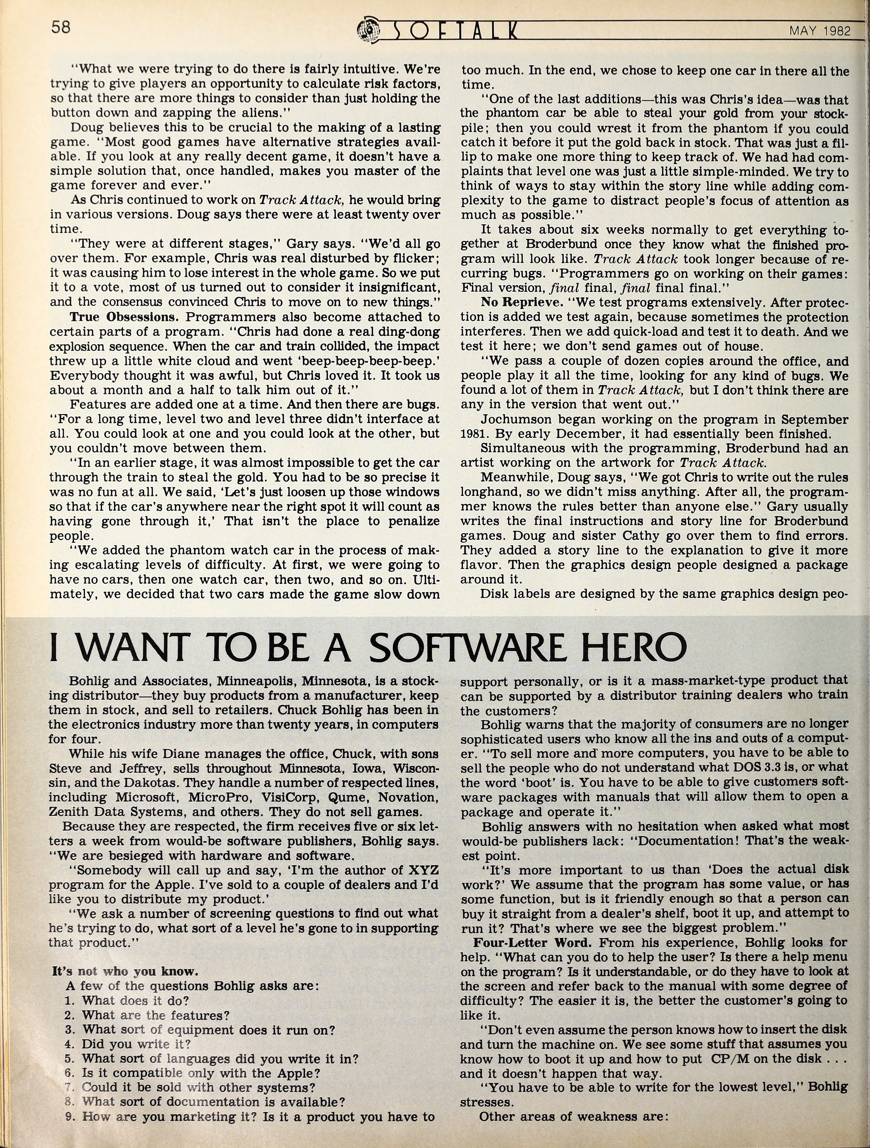 58
SOFTALK
MAY 1982
“What we were trying to do there is fairly intuitive. We're
trying to give players an opportunity to calculate risk factors,
so that there are more things to consider than just holding the
button down and zapping the aliens.”
Doug believes this to be crucial to the making of a lasting
game. “Most good games have alternative strategies avail-
able. If you look at any really decent game, it doesn't have a
simple solution that, once handled, makes you master of the
game forever and ever.”
As Chris continued to work on Track Attack, he would bring
in various versions. Doug says there were at least twenty over
time.
“They were at different stages,” Gary says. “We'd all go
over them. For example, Chris was real disturbed by flicker;
it was causing him to lose interest in the whole game. So we put
it to a vote, most of us turned out to consider it insignificant,
and the consensus convinced Chris to move on to new things.”
True Obsessions. Programmers also become attached to
certain parts of a program. “Chris had done a real ding-dong
explosion sequence. When the car and train collided, the impact
threw up a little white cloud and went ‘beep-beep-beep-beep.’
Everybody thought it was awful, but Chris loved it. It took us
about a month and a half to talk him out of it.”
Features are added one at a time. And then there are bugs.
“For a long time, level two and level three didn't interface at
all. You could look at one and you could look at the other, but
you couldn't move between them.
“In an earlier stage, it was almost impossible to get the car
through the train to steal the gold. You had to be so precise it
was no fun at all. We said, ‘Let's just loosen up those windows
so that if the car's anywhere near the right spot it will count as
having gone through it,’ That isn't the place to penalize
people.
“We added the phantom watch car in the process of mak-
ing escalating levels of difficulty. At first, we were going to
have no cars, then one watch car, then two, and so on. Ulti-
mately, we decided that two cars made the game slow down
too much. In the end, we chose to keep one car in there all the
time.
“One of the last additions—this was Chris's idea—was that
the phantom car be able to steal your gold from your stock-
pile; then you could wrest it from the phantom if you could
catch it before it put the gold back in stock. That was just a fil-
lip to make one more thing to keep track of. We had had com-
plaints that level one was just a little simple-minded. We try to
think of ways to stay within the story line while adding com-
plexity to the game to distract people's focus of attention as
much as possible.”
It takes about six weeks normally to get everything to-
gether at Broderbund once they know what the finished pro-
gram will look like. Track Attack took longer because of re-
curring bugs. “Programmers go on working on their games:
Final version, final final, final final final.”
No Reprieve. “We test programs extensively. After protec-
tion is added we test again, because sometimes the protection
interferes. Then we add quick-load and test it to death. And we
test it here; we don't send games out of house.
“We pass a couple of dozen copies around the office, and
people play it all the time, looking for any kind of bugs. We
found a lot of them in Track Attack, but I don't think there are
any in the version that went out.”
Jochumson began working on the program in September
1981. By early December, it had essentially been finished.
Simultaneous with the programming, Broderbund had an
artist working on the artwork for Track Attack.
Meanwhile, Doug says, “We got Chris to write out the rules
longhand, so we didn't miss anything. After all, the program-
mer knows the rules better than anyone else.” Gary usually
writes the final instructions and story line for Broderbund
games. Doug and sister Cathy go over them to find errors.
They added a story line to the explanation to give it more
flavor. Then the graphics design people designed a package
around it.
Disk labels are designed by the same graphics design peo-
I WANT TO BE A SOFTWARE HERO
Bohlig and Associates, Minneapolis, Minnesota, is a stock-
ing distributor—they buy products from a manufacturer, keep
them in stock, and sell to retailers. Chuck Bohlig has been in
the electronics industry more than twenty years, in computers
for four.
While his wife Diane manages the office, Chuck, with sons
Steve and Jeffrey, sells throughout Minnesota, Iowa, Wiscon-
sin, and the Dakotas. They handle a number of respected lines,
including Microsoft, MicroPro, VisiCorp, Qume, Novation,
Zenith Data Systems, and others. They do not sell games.
Because they are respected, the firm receives five or six let-
ters a week from would-be software publishers, Bohlig says.
“We are besieged with hardware and software.
“Somebody will call up and say, ‘I'm the author of XYZ
program for the Apple. I've sold to a couple of dealers and I'd
like you to distribute my product.’
“We ask a number of screening questions to find out what
he's trying to do, what sort of a level he's gone to in supporting
that product.”
It's not who you know.
A few of the questions Bohlig asks are:
1. What does it do?
2. What are the features?
3. What sort of equipment does it run on?
4. Did you write it?
5. What sort of languages did you write it in?
6. Is it compatible only with the Apple?
7. Could it be sold with other systems?
8. What sort of documentation is available?
9. How are you marketing it? Is it a product you have to
support personally, or is it a mass-market-type product that
can be supported by a distributor training dealers who train
the customers?
Bohlig warns that the majority of consumers are no longer
sophisticated users who know all the ins and outs of a comput-
er. “To sell more and more computers, you have to be able to
sell the people who do not understand what DOS 3.3 is, or what
the word ‘boot’ is. You have to be able to give customers soft-
ware packages with manuals that will allow them to open a
package and operate it.”
Bohlig answers with no hesitation when asked what most
would-be publishers lack: “Documentation! That's the weak-
est point.
“It's more important to us than ‘Does the actual disk
work?’ We assume that the program has some value, or has
some function, but is it friendly enough so that a person can
buy it straight from a dealer's shelf, boot it up, and attempt to
run it? That's where we see the biggest problem.”
Four-Letter Word. From his experience, Bohlig looks for
help. “What can you do to help the user? Is there a help menu
on the program? Is it understandable, or do they have to look at
the screen and refer back to the manual with some degree of
difficulty? The easier it is, the better the customer's going to
like it.
“Don't even assume the person knows how to insert the disk
and turn the machine on. We see some stuff that assumes you
know how to boot it up and how to put CP/M on the disk . . .
and it doesn't happen that way.
“You have to be able to write for the lowest level,” Bohlig
stresses.
Other areas of weakness are: